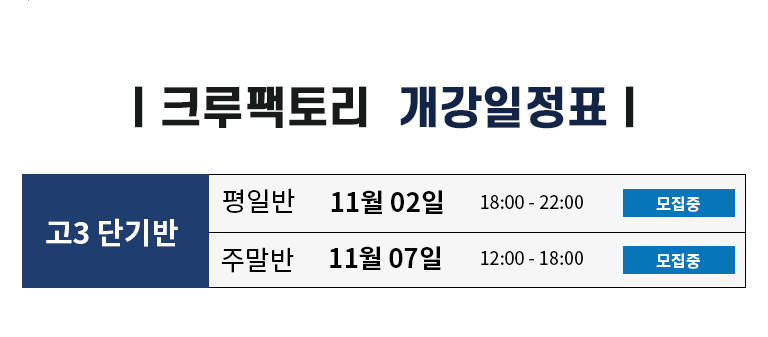 | 크루팩토리 개강일정표 |
고3 단기반
평일반 11월 02일 18:00 - 22:00 모집중
주말반 11월 07일 12:00 - 18:00 모집중